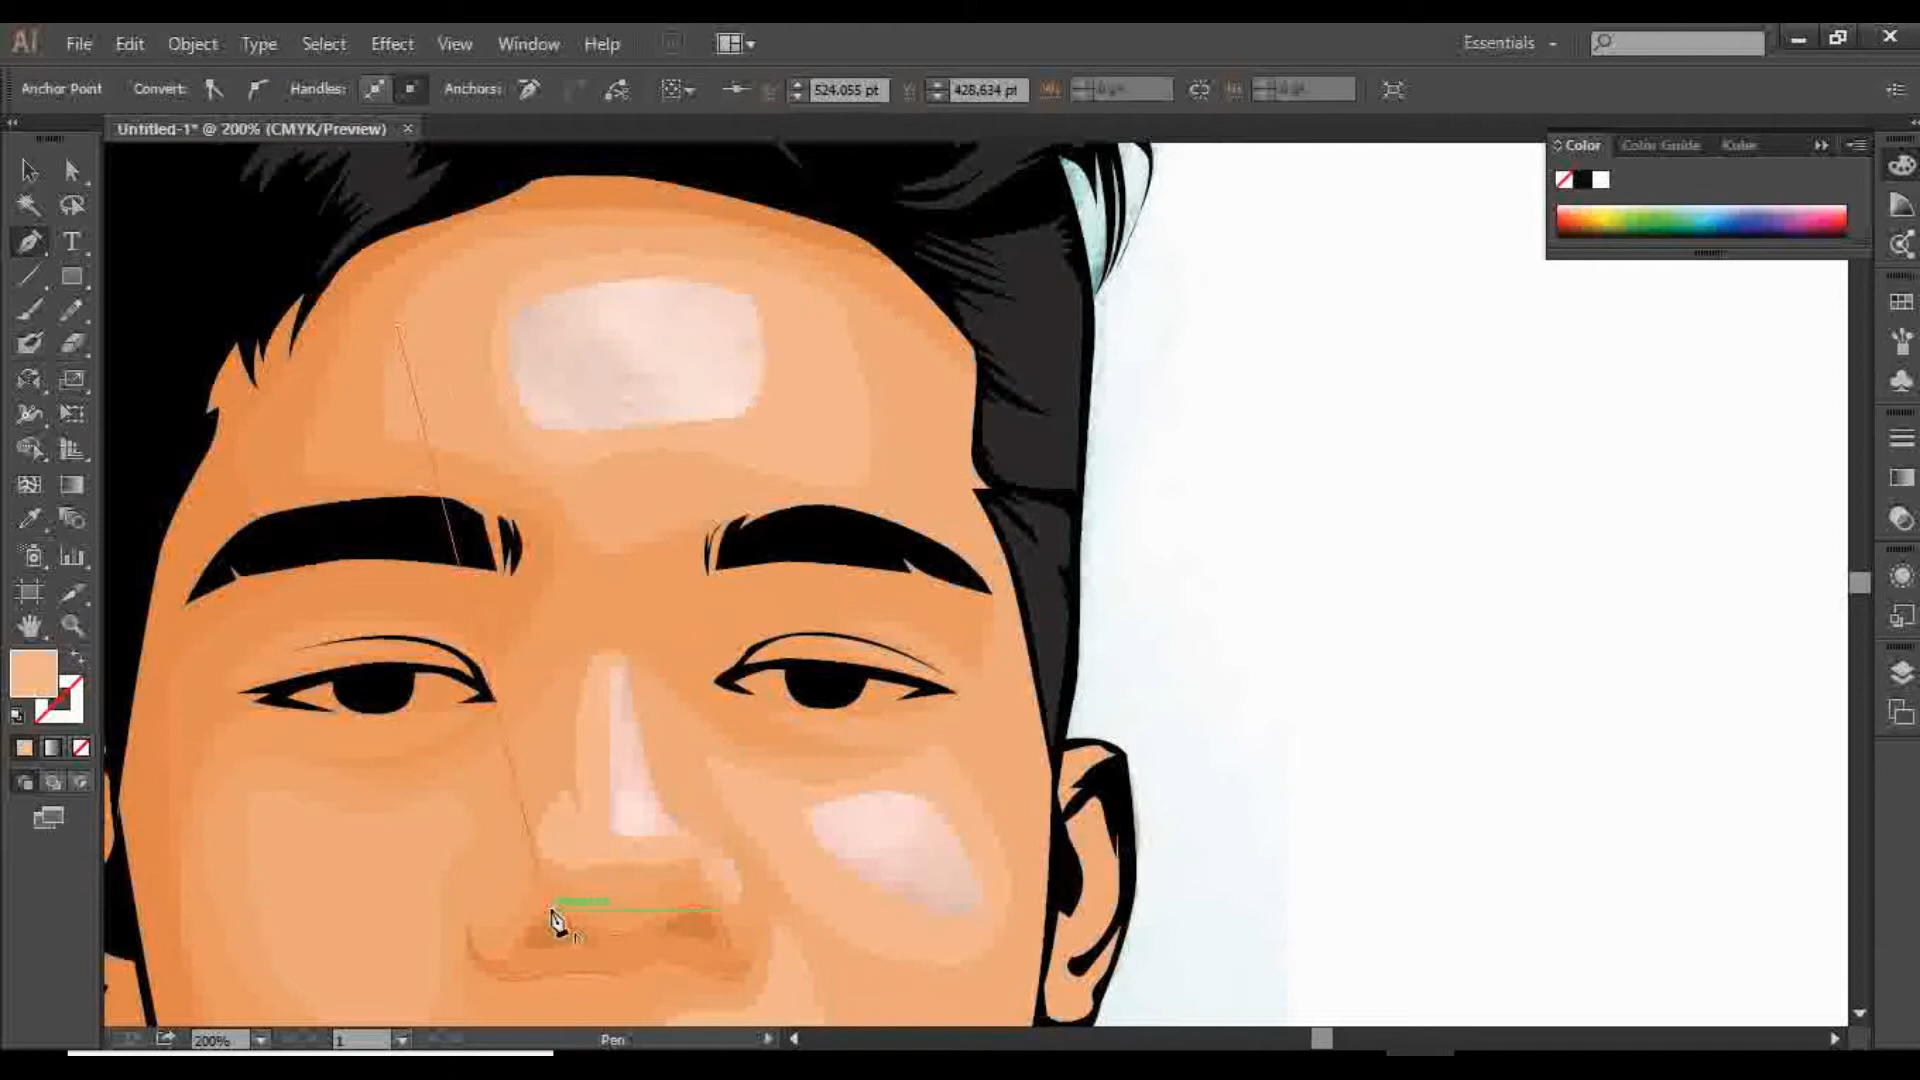 Ai File Edit Object Type Select Effect View Window Help Essentials
Anchor Point Convert: Handles: Anchors: 524.055 pt 428.634 pt
Untitled-1* @ 200% (CMYK/Preview) ×
Color Color Guide Kuler
T
200% 1 Pen